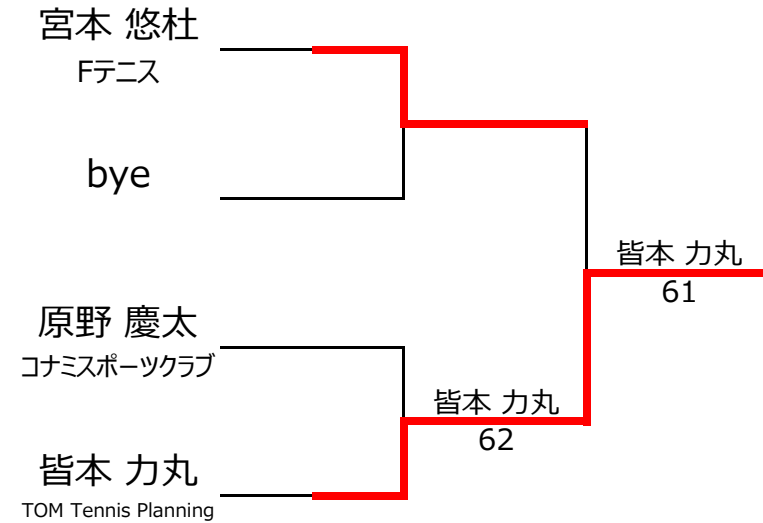 宮本 悠杜
Fテニス
bye
皆本 力丸
61
原野 慶太
コナミスポーツクラブ
皆本 力丸
62
皆本 力丸
TOM Tennis Planning